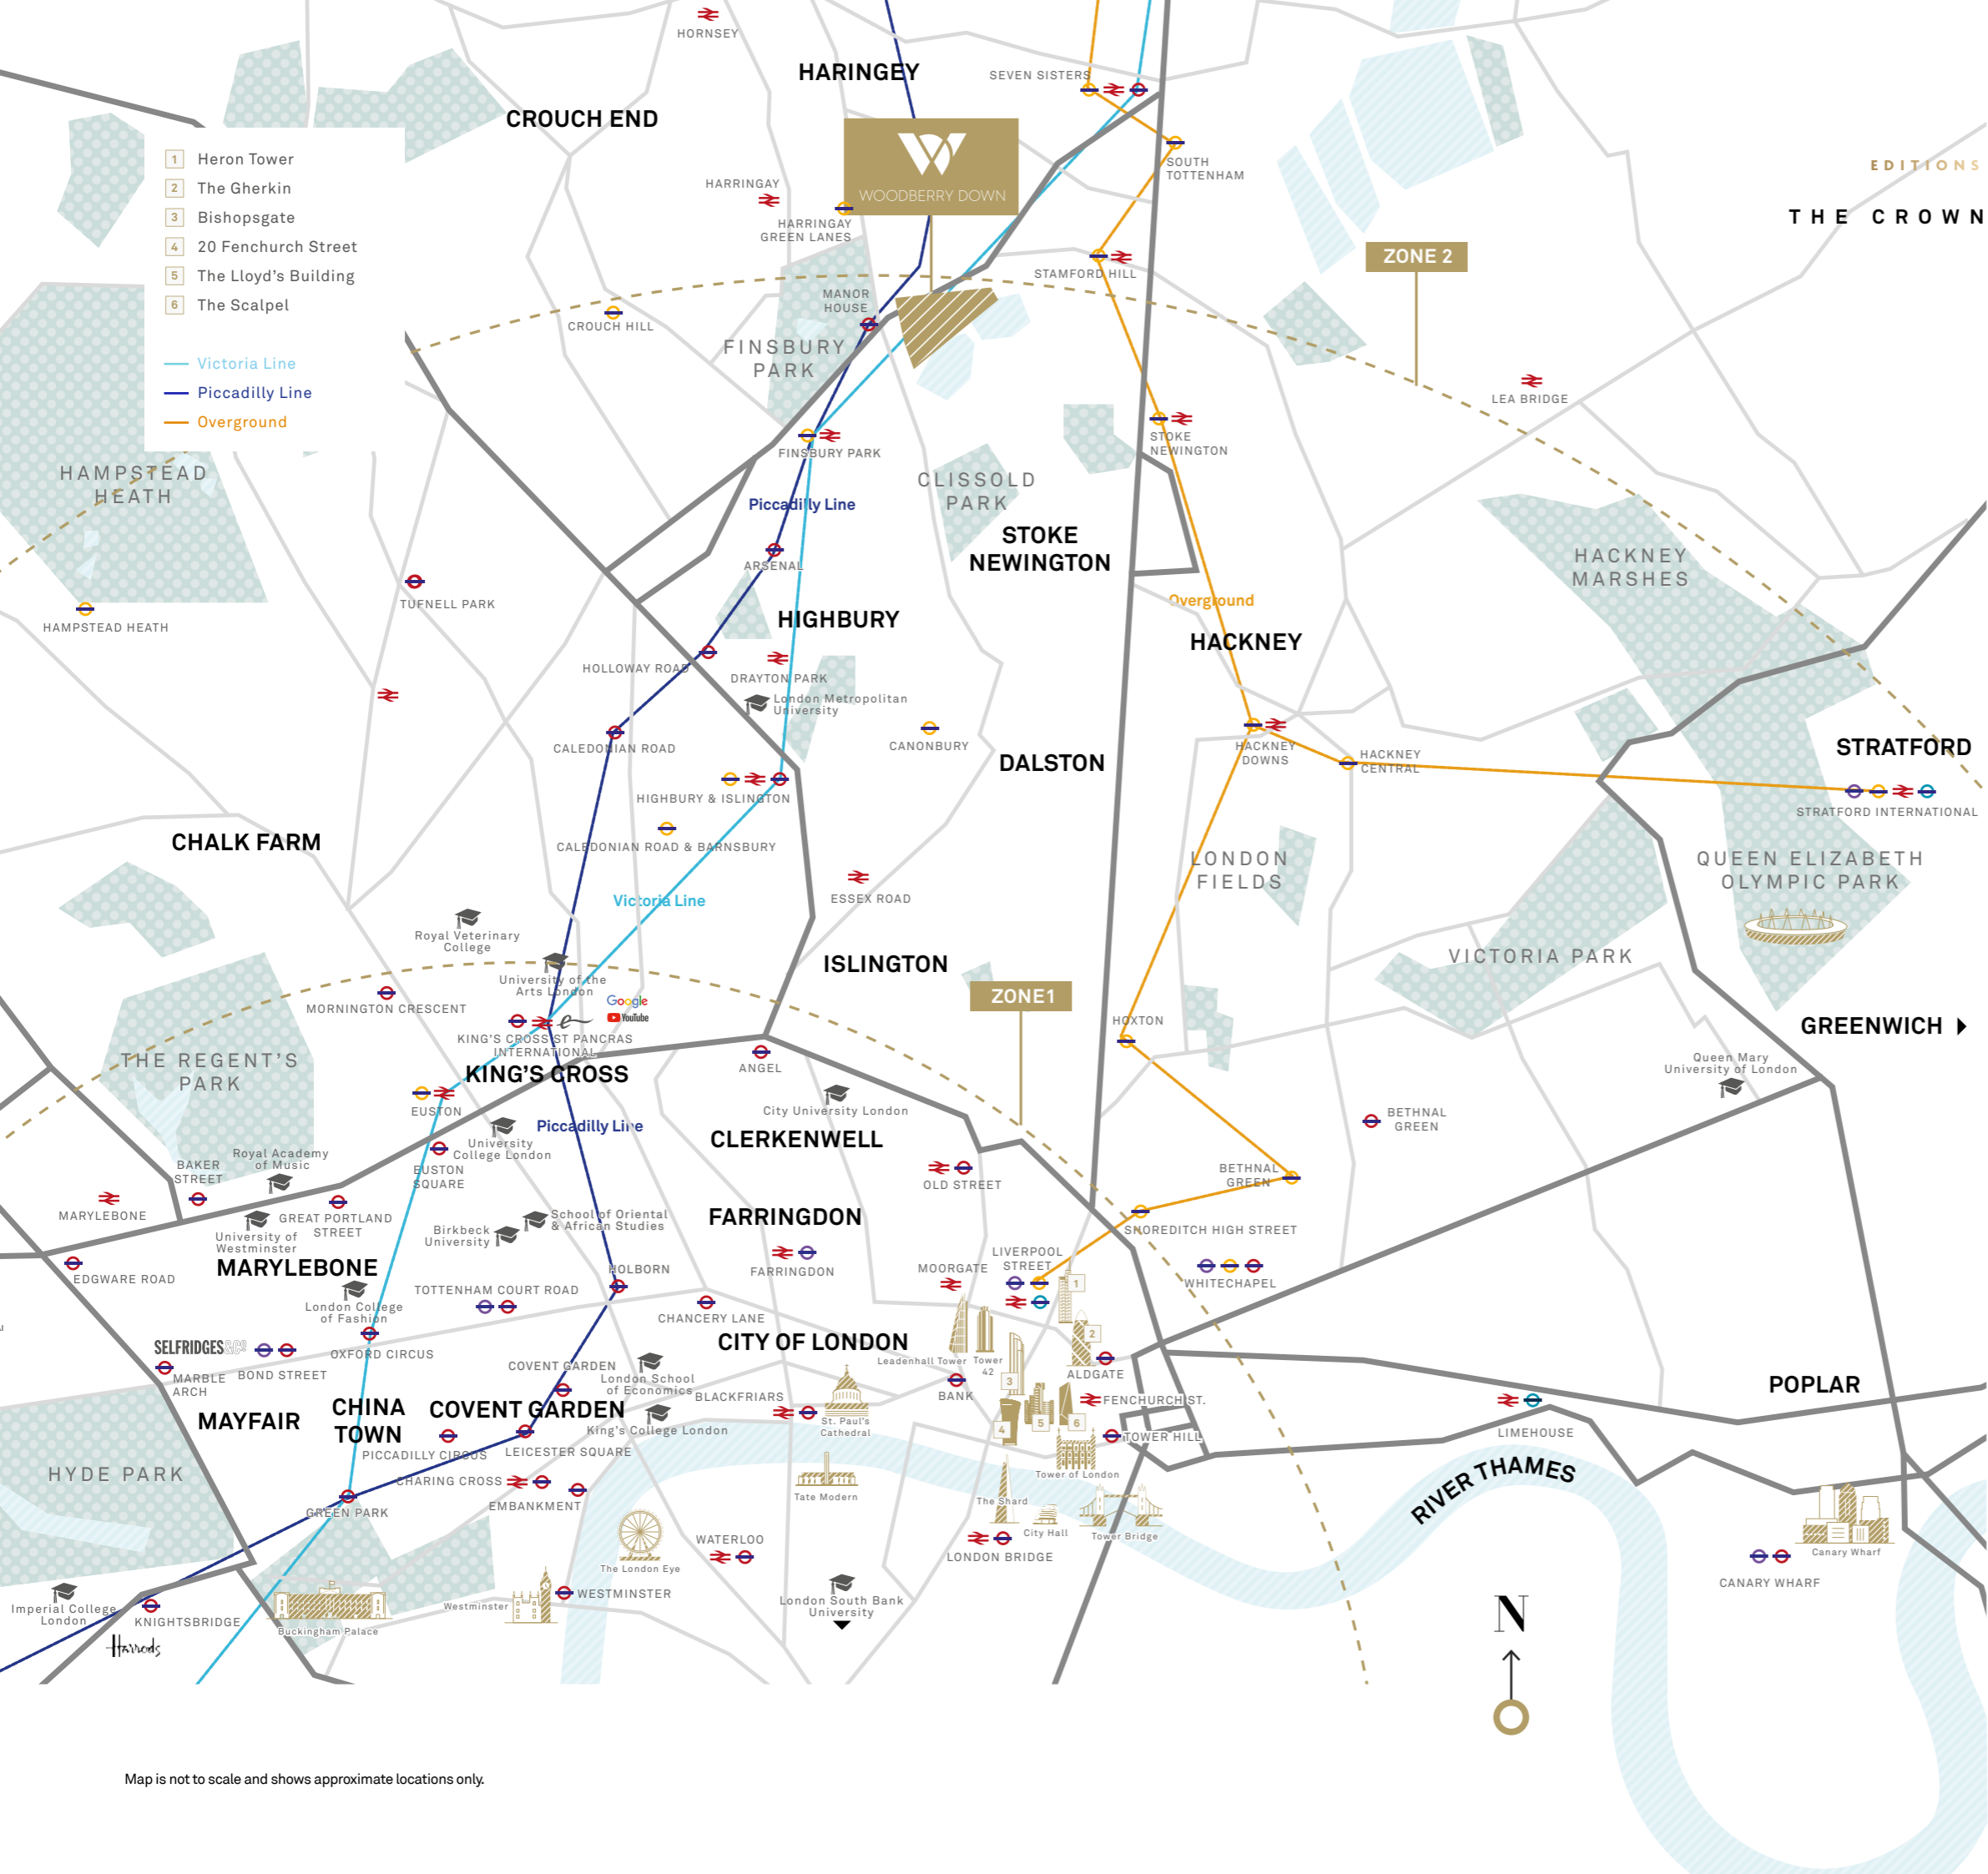 HORNSEY
HARINGEY
SEVEN SISTERS
CROUCH END
SOUTH
TOTTENHAM
EDITIONS
THE CROWN
1 Heron Tower
2 The Gherkin
3 Bishopsgate
4 20 Fenchurch Street
5 The Lloyd's Building
6 The Scalpel
Victoria Line
Piccadilly Line
Overground
HARRINGAY
WOODBERRY DOWN
HARRINGAY
GREEN LANES
ZONE 2
STAMFORD HILL
MANOR
HOUSE
CROUCH HILL
FINSBURY
PARK
LEA BRIDGE
STOKE
NEWINGTON
FINSBURY PARK
HAMPSTEAD
HEATH
CLISSOLD
PARK
Piccadilly Line
STOKE
NEWINGTON
ARSENAL
HACKNEY
MARSHES
TUFNELL PARK
Overground
HAMPSTEAD HEATH
HIGHBURY
HACKNEY
HOLLOWAY ROAD
DRAYTON PARK
London Metropolitan
University
CALEDONIAN ROAD
CANONBURY
HACKNEY
DOWNS
HACKNEY
CENTRAL
STRATFORD
DALSTON
HIGHBURY & ISLINGTON
STRATFORD INTERNATIONAL
CHALK FARM
CALEDONIAN ROAD & BARNSBURY
LONDON
FIELDS
QUEEN ELIZABETH
OLYMPIC PARK
ESSEX ROAD
Victoria Line
Royal Veterinary
College
VICTORIA PARK
ISLINGTON
University of the
Arts London
ZONE1
MORNINGTON CRESCENT
Google
YouTube
HOXTON
GREENWICH
KING'S CROSS ST PANCRAS
INTERNATIONAL
THE REGENT'S
PARK
KING'S CROSS
ANGEL
Queen Mary
University of London
EUSTON
City University London
BETHNAL
GREEN
Piccadilly Line
CLERKENWELL
University
College London
Royal Academy
of Music
BAKER
STREET
EUSTON
SQUARE
OLD STREET
BETHNAL
GREEN
MARYLEBONE
GREAT PORTLAND
STREET
School of Oriental
& African Studies
FARRINGDON
Birkbeck
University
SHOREDITCH HIGH STREET
University of
Westminster
EDGWARE ROAD
MARYLEBONE
HOLBORN
FARRINGDON
MOORGATE
LIVERPOOL
STREET
WHITECHAPEL
TOTTENHAM COURT ROAD
1
London College
of Fashion
CHANCERY LANE
CITY OF LONDON
2
SELFRIDGES&CO
OXFORD CIRCUS
Leadenhall Tower
Tower
42
MARBLE
ARCH
BOND STREET
COVENT GARDEN
London School
of Economics
BLACKFRIARS
BANK
3
ALDGATE
POPLAR
FENCHURCH ST.
MAYFAIR
CHINA
TOWN
COVENT GARDEN
King's College London
St. Paul's
Cathedral
4
5
6
TOWER HILL
LIMEHOUSE
PICCADILLY CIRCUS
LEICESTER SQUARE
HYDE PARK
CHARING CROSS
Tower of London
RIVER THAMES
EMBANKMENT
Tate Modern
The Shard
GREEN PARK
City Hall
Tower Bridge
WATERLOO
LONDON BRIDGE
Canary Wharf
The London Eye
CANARY WHARF
WESTMINSTER
Westminster
London South Bank
University
Imperial College
London
KNIGHTSBRIDGE
Buckingham Palace
Harrods
N
Map is not to scale and shows approximate locations only.